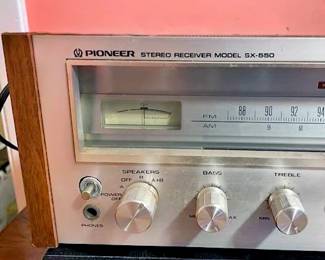 PIONEER STEREO RECEIVER MODEL SX-550
FM 88 90 92 94
AM
SPEAKERS BASS TREBLE
OFF B A+B
A
POWER OFF
PHONES